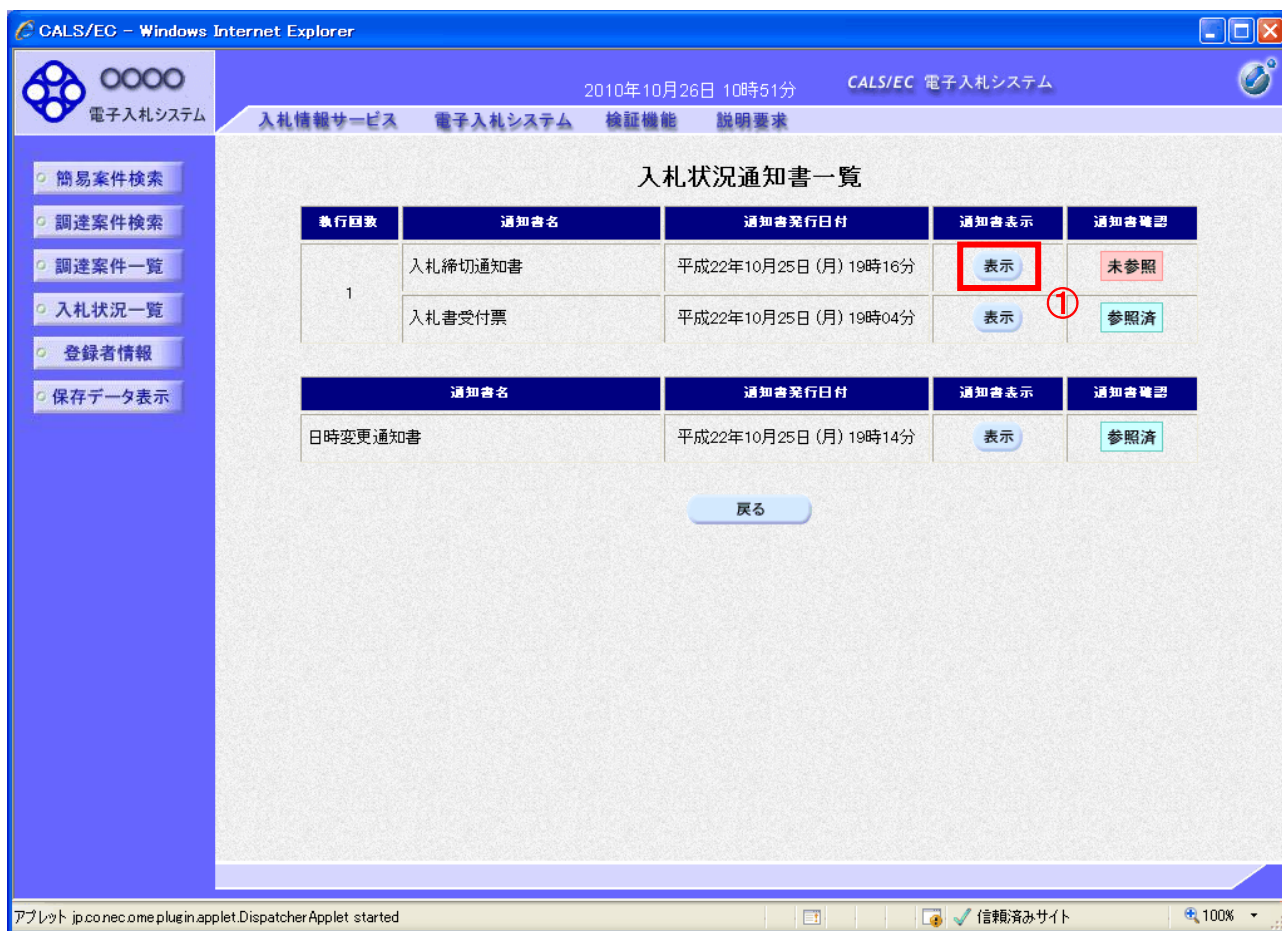 CALS/EC - Windows Internet Explorer
○○○○
電子入札システム
2010年10月26日 10時51分
CALS/EC 電子入札システム
入札情報サービス 電子入札システム 検証機能 説明要求
簡易案件検索
調達案件検索
調達案件一覧
入札状況一覧
登録者情報
保存データ表示
入札状況通知書一覧
執行回数 通知書名 通知書発行日付 通知書表示 通知書確認
1 入札締切通知書 平成22年10月25日(月) 19時16分 表示 未参照
①
入札書受付票 平成22年10月25日(月) 19時04分 表示 参照済
通知書名 通知書発行日付 通知書表示 通知書確認
日時変更通知書 平成22年10月25日(月) 19時14分 表示 参照済
戻る
アプレット jp.co.nec.ome.plugin.applet.DispatcherApplet started
信頼済みサイト
100%